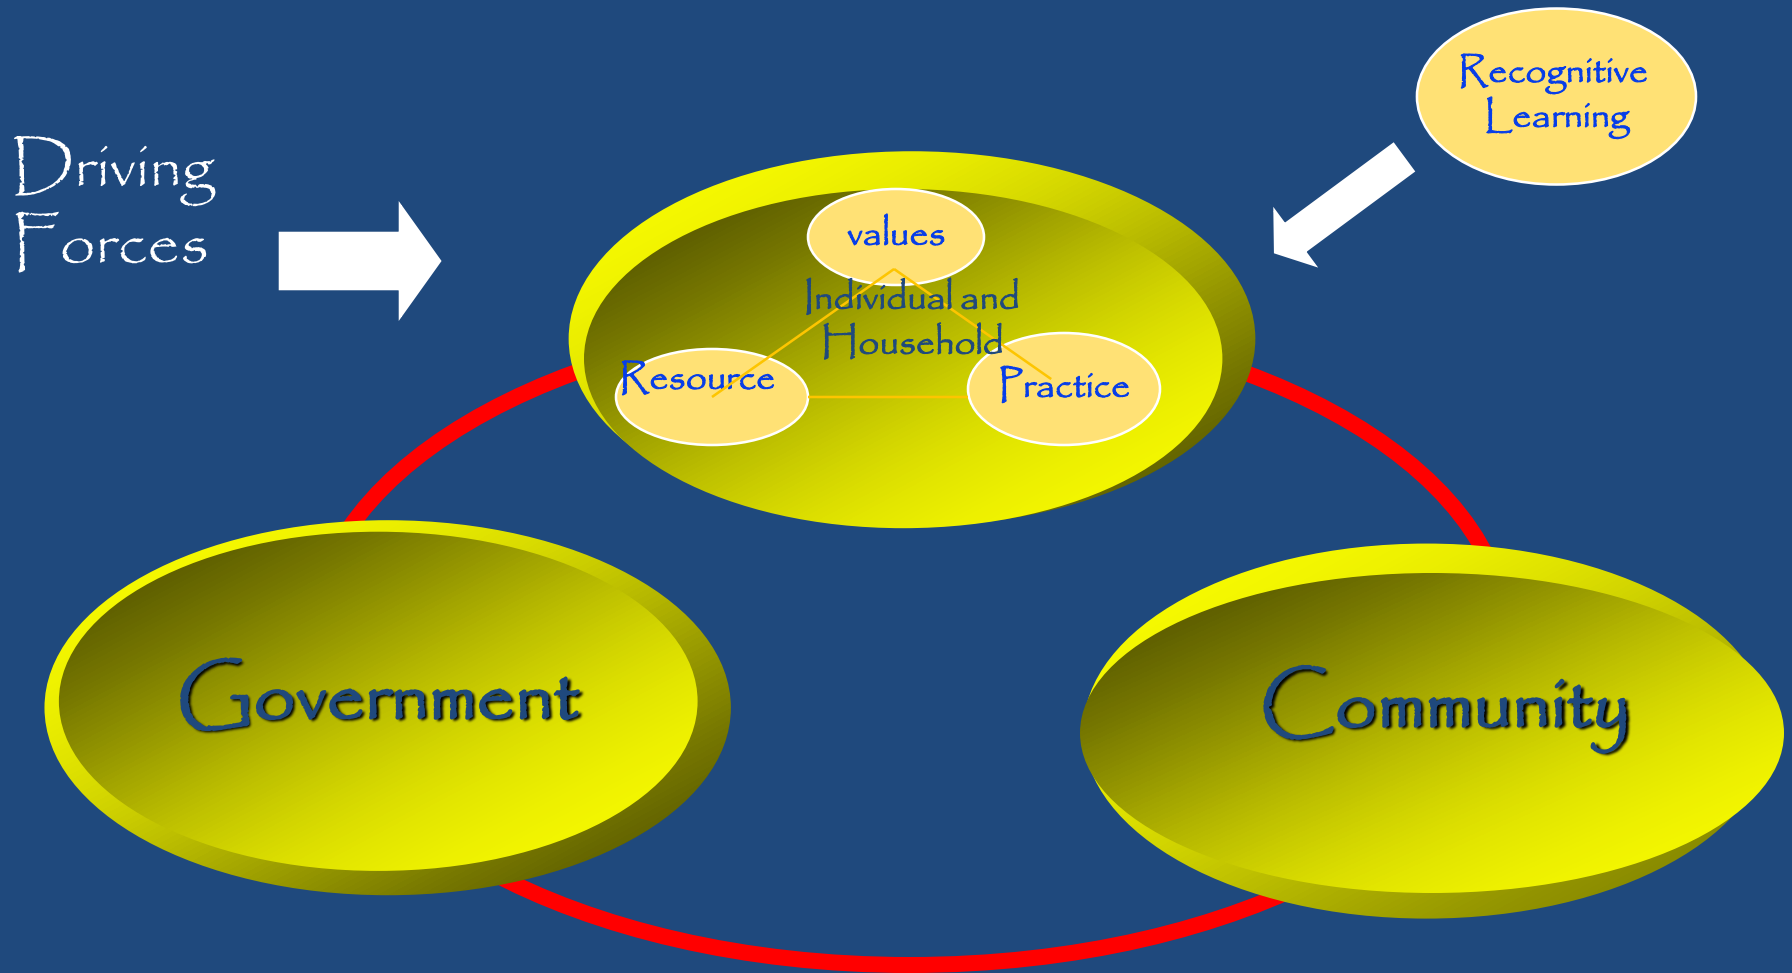 Recognitive
Learning
Driving
Forces
values
Individual and
Household
Resource
Practice
Government
Community